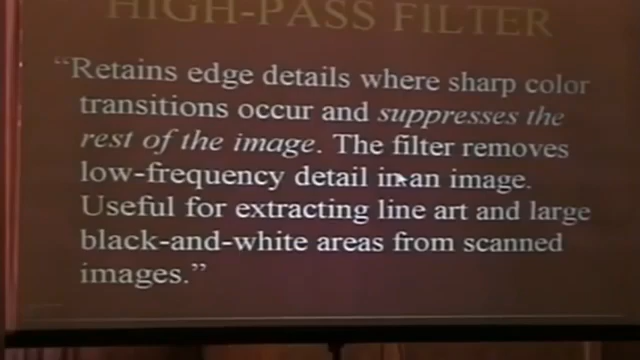 HIGH-PASS FILTER
“Retains edge details where sharp color
transitions occur and suppresses the
rest of the image. The filter removes
low-frequency detail in an image.
Useful for extracting line art and large
black-and-white areas from scanned
images.”